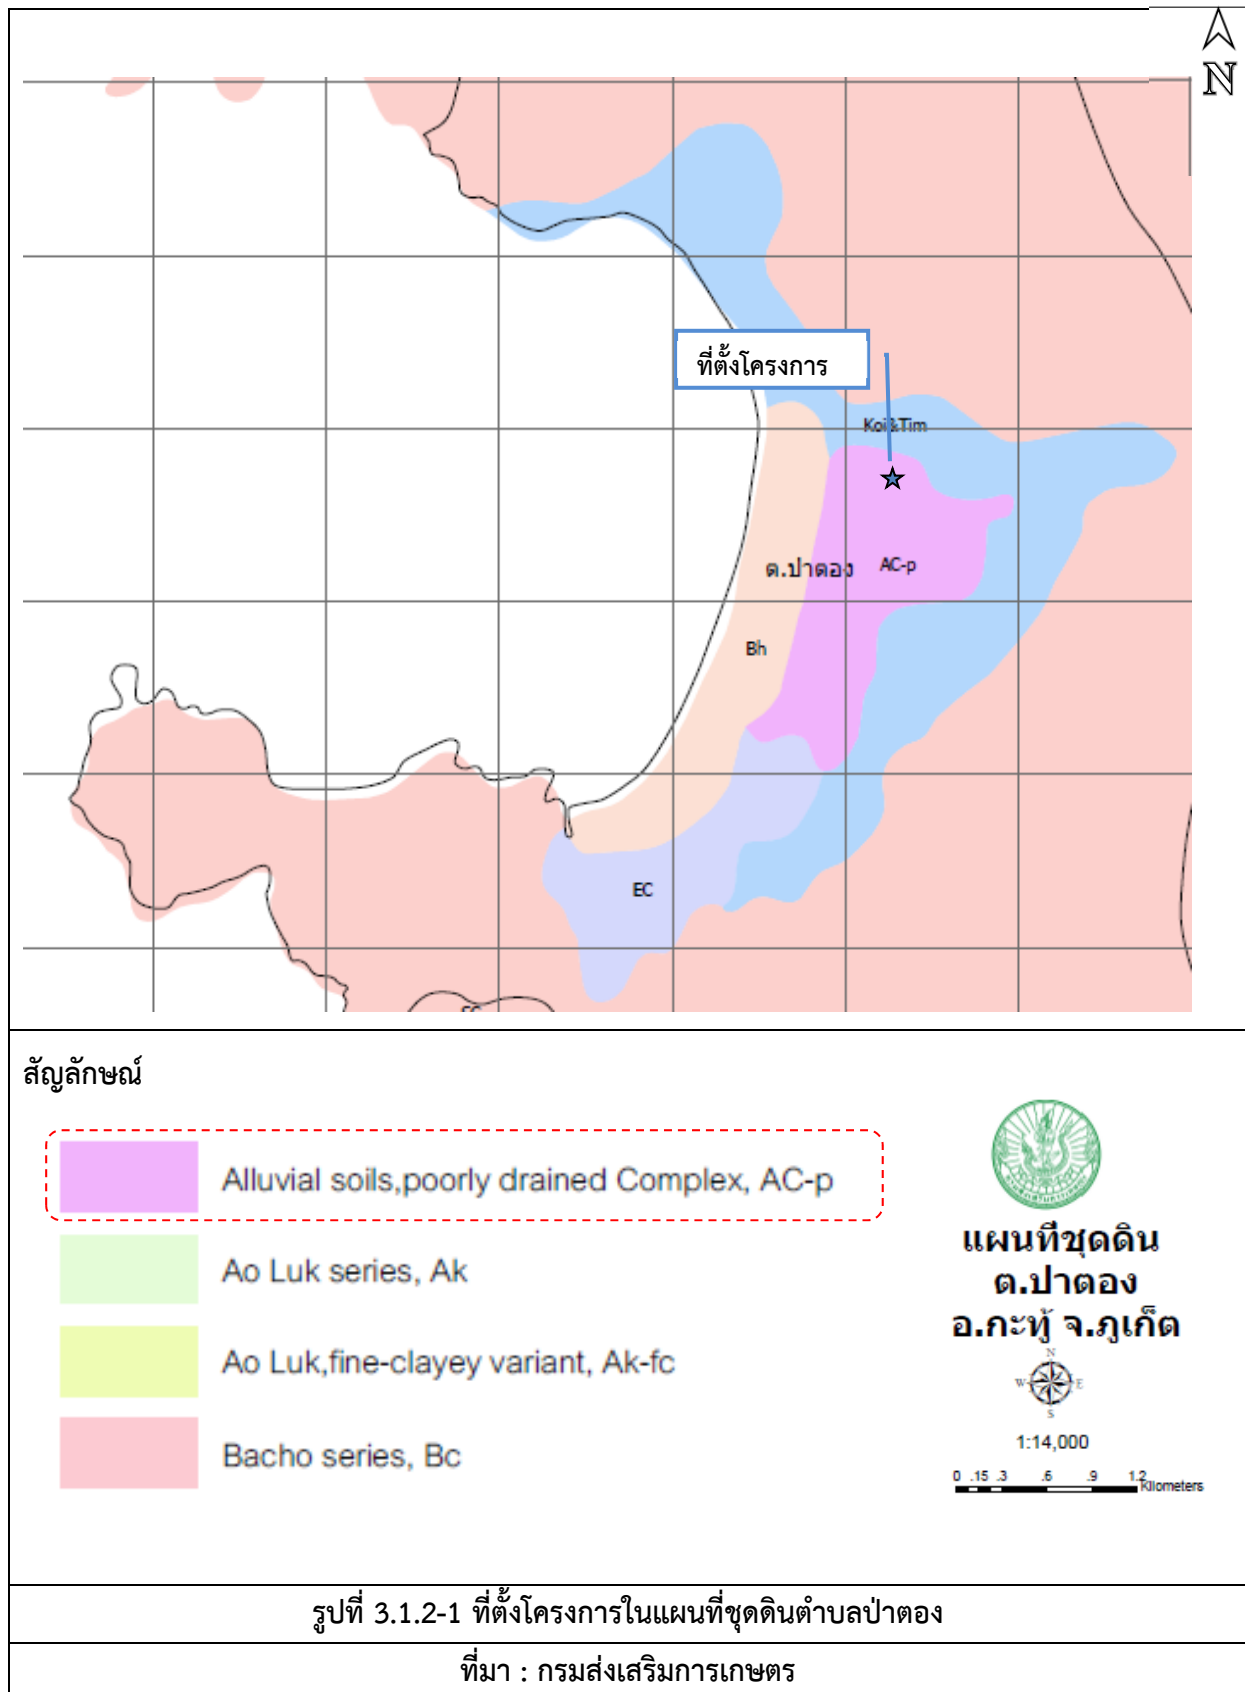 N
ที่ตั้งโครงการ
Koi&Tim
ต.ป่าตอง
AC-p
Bh
EC
สัญลักษณ์
Alluvial soils,poorly drained Complex, AC-p
Ao Luk series, Ak
Ao Luk,fine-clayey variant, Ak-fc
Bacho series, Bc
แผนที่ชุดดิน
ต.ป่าตอง
อ.กะทู้ จ.ภูเก็ต
N
W E
S
1:14,000
0 .15 .3 .6 .9 1.2
Kilometers
รูปที่ 3.1.2-1 ที่ตั้งโครงการในแผนที่ชุดดินตำบลป่าตอง
ที่มา : กรมส่งเสริมการเกษตร